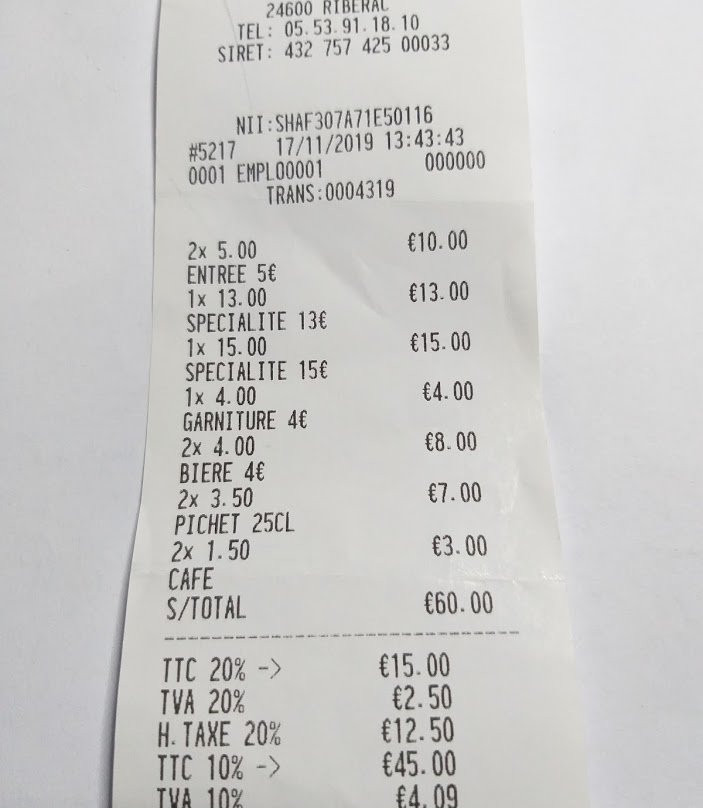 24600 RIBERAC
TEL: 05.53.91.18.10
SIRET: 432 757 425 00033
NII:SHAF307A71E50116
#5217 17/11/2019 13:43:43
0001 EMPL00001 000000
TRANS:0004319
2x 5.00 €10.00
ENTREE 5€
1x 13.00 €13.00
SPECIALITE 13€
1x 15.00 €15.00
SPECIALITE 15€
1x 4.00 €4.00
GARNITURE 4€
2x 4.00 €8.00
BIERE 4€
2x 3.50 €7.00
PICHET 25CL
2x 1.50 €3.00
CAFE
S/TOTAL €60.00
TTC 20% -> €15.00
TVA 20% €2.50
H.TAXE 20% €12.50
TTC 10% -> €45.00
TVA 10% €4.09